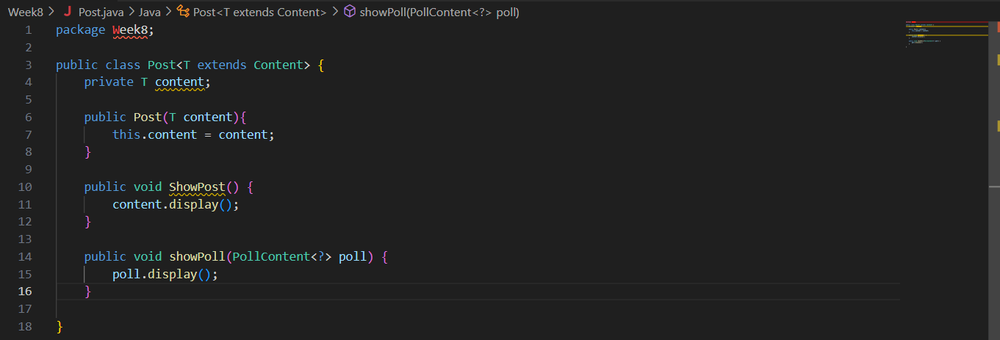 Week8 > J Post.java > Java > Post<T extends Content> > showPoll(PollContent<?> poll)
1 package Week8;
2
3 public class Post<T extends Content> {
4     private T content;
5
6     public Post(T content){
7         this.content = content;
8     }
9
10     public void ShowPost() {
11         content.display();
12     }
13
14     public void showPoll(PollContent<?> poll) {
15         poll.display();
16     }
17
18 }